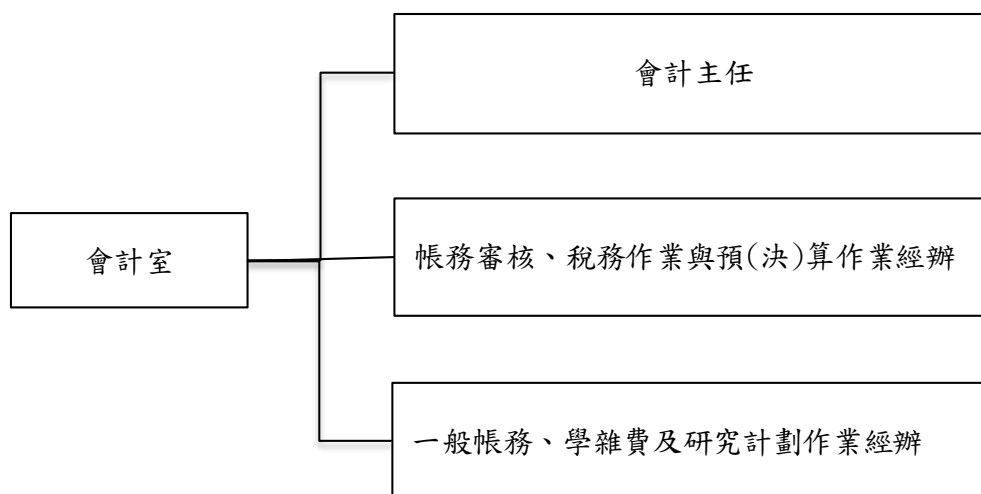 會計主任
會計室
帳務審核、稅務作業與預(決)算作業經辦
一般帳務、學雜費及研究計劃作業經辦